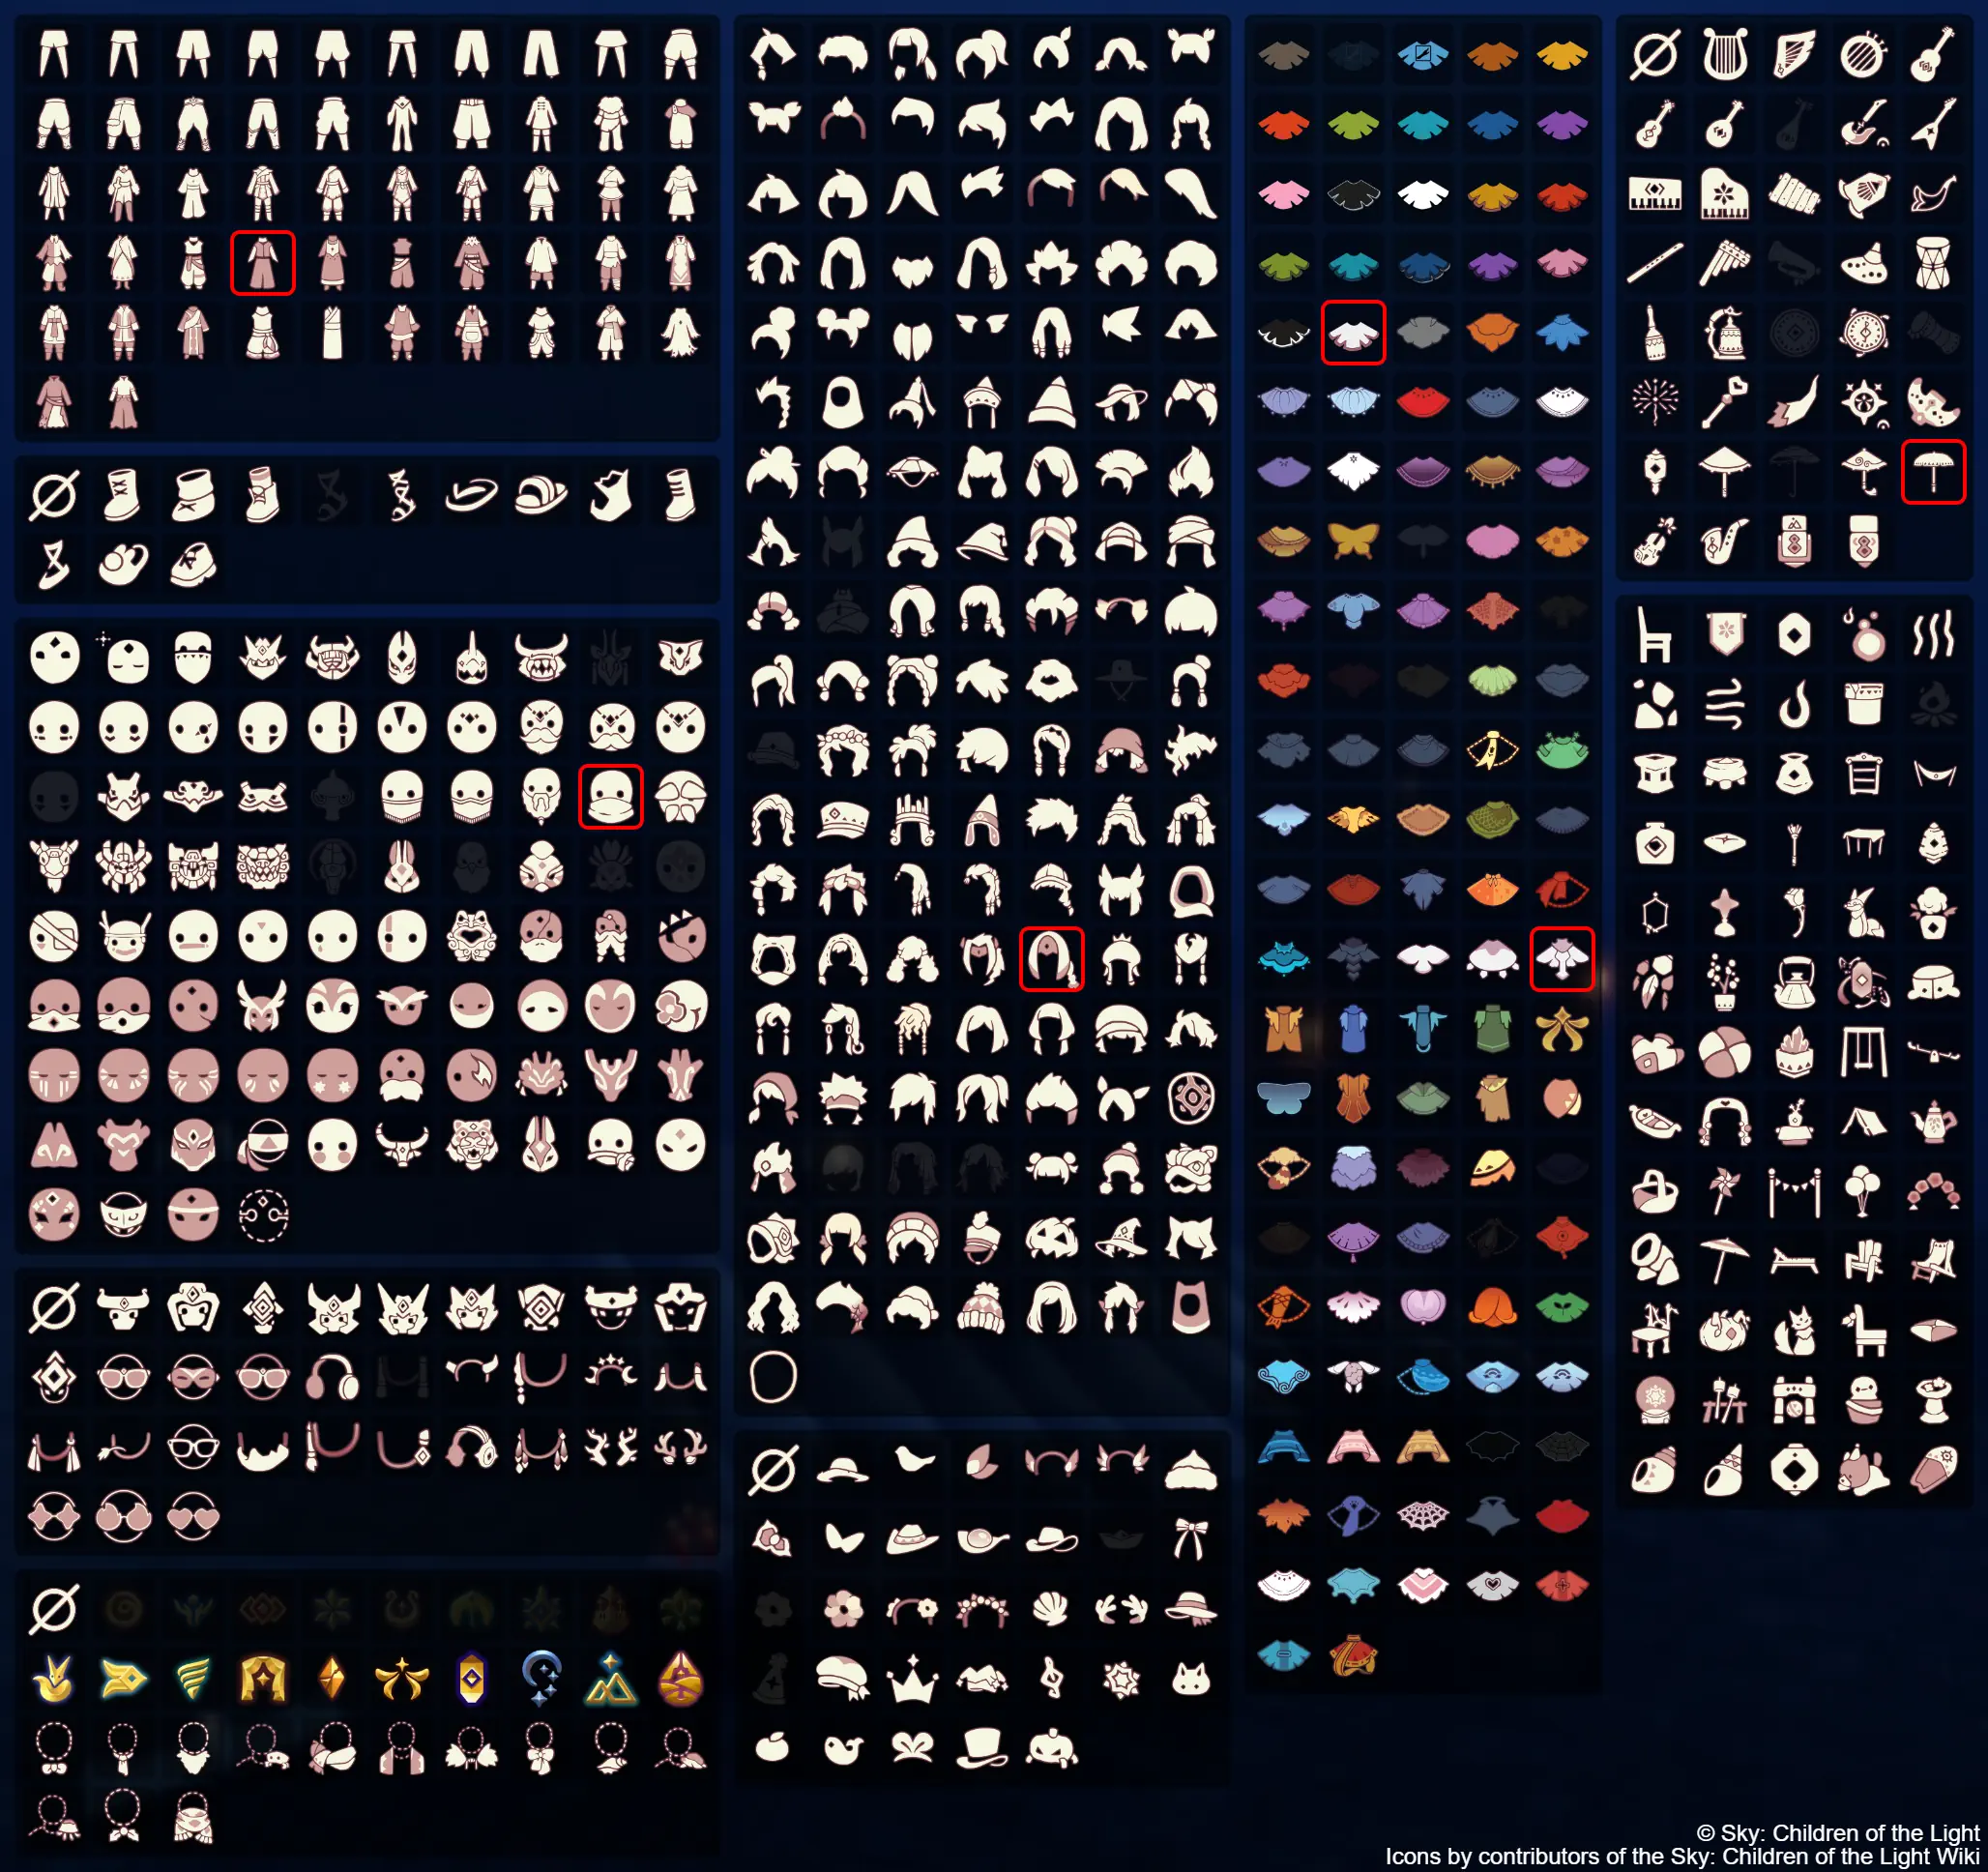 © Sky: Children of the Light
Icons by contributors of the Sky: Children of the Light Wiki